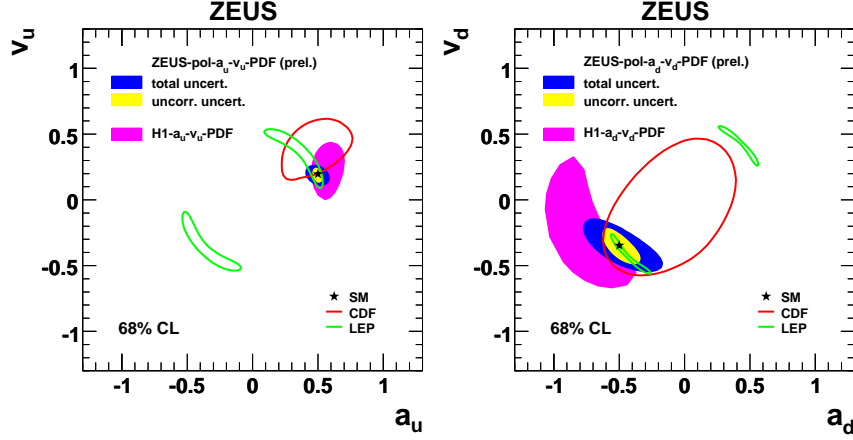 ZEUS
v_u
ZEUS-pol-a_u-v_u-PDF (prel.)
total uncert.
uncorr. uncert.
H1-a_u-v_u-PDF
1
0.5
0
-0.5
-1
SM
CDF
LEP
68% CL
-1 -0.5 0 0.5 1
a_u
ZEUS
v_d
ZEUS-pol-a_d-v_d-PDF (prel.)
total uncert.
uncorr. uncert.
H1-a_d-v_d-PDF
1
0.5
0
-0.5
-1
SM
CDF
LEP
68% CL
-1 -0.5 0 0.5 1
a_d